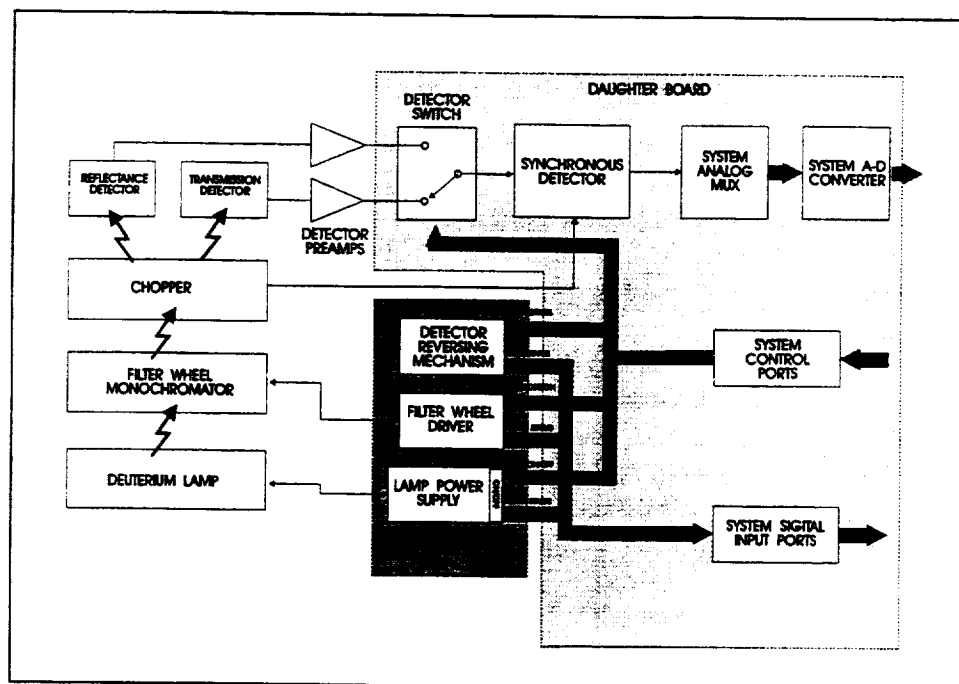 DAUGHTER BOARD
DETECTOR
SWITCH
REFLECTANCE
DETECTOR
TRANSMISSION
DETECTOR
DETECTOR
PREAMPS
SYNCHRONOUS
DETECTOR
SYSTEM
ANALOG
MUX
SYSTEM A-D
CONVERTER
CHOPPER
DETECTOR
REVERSING
MECHANISM
SYSTEM
CONTROL
PORTS
FILTER WHEEL
MONOCHROMATOR
FILTER WHEEL
DRIVER
DEUTERIUM LAMP
LAMP POWER
SUPPLY
SYSTEM SIGITAL
INPUT PORTS